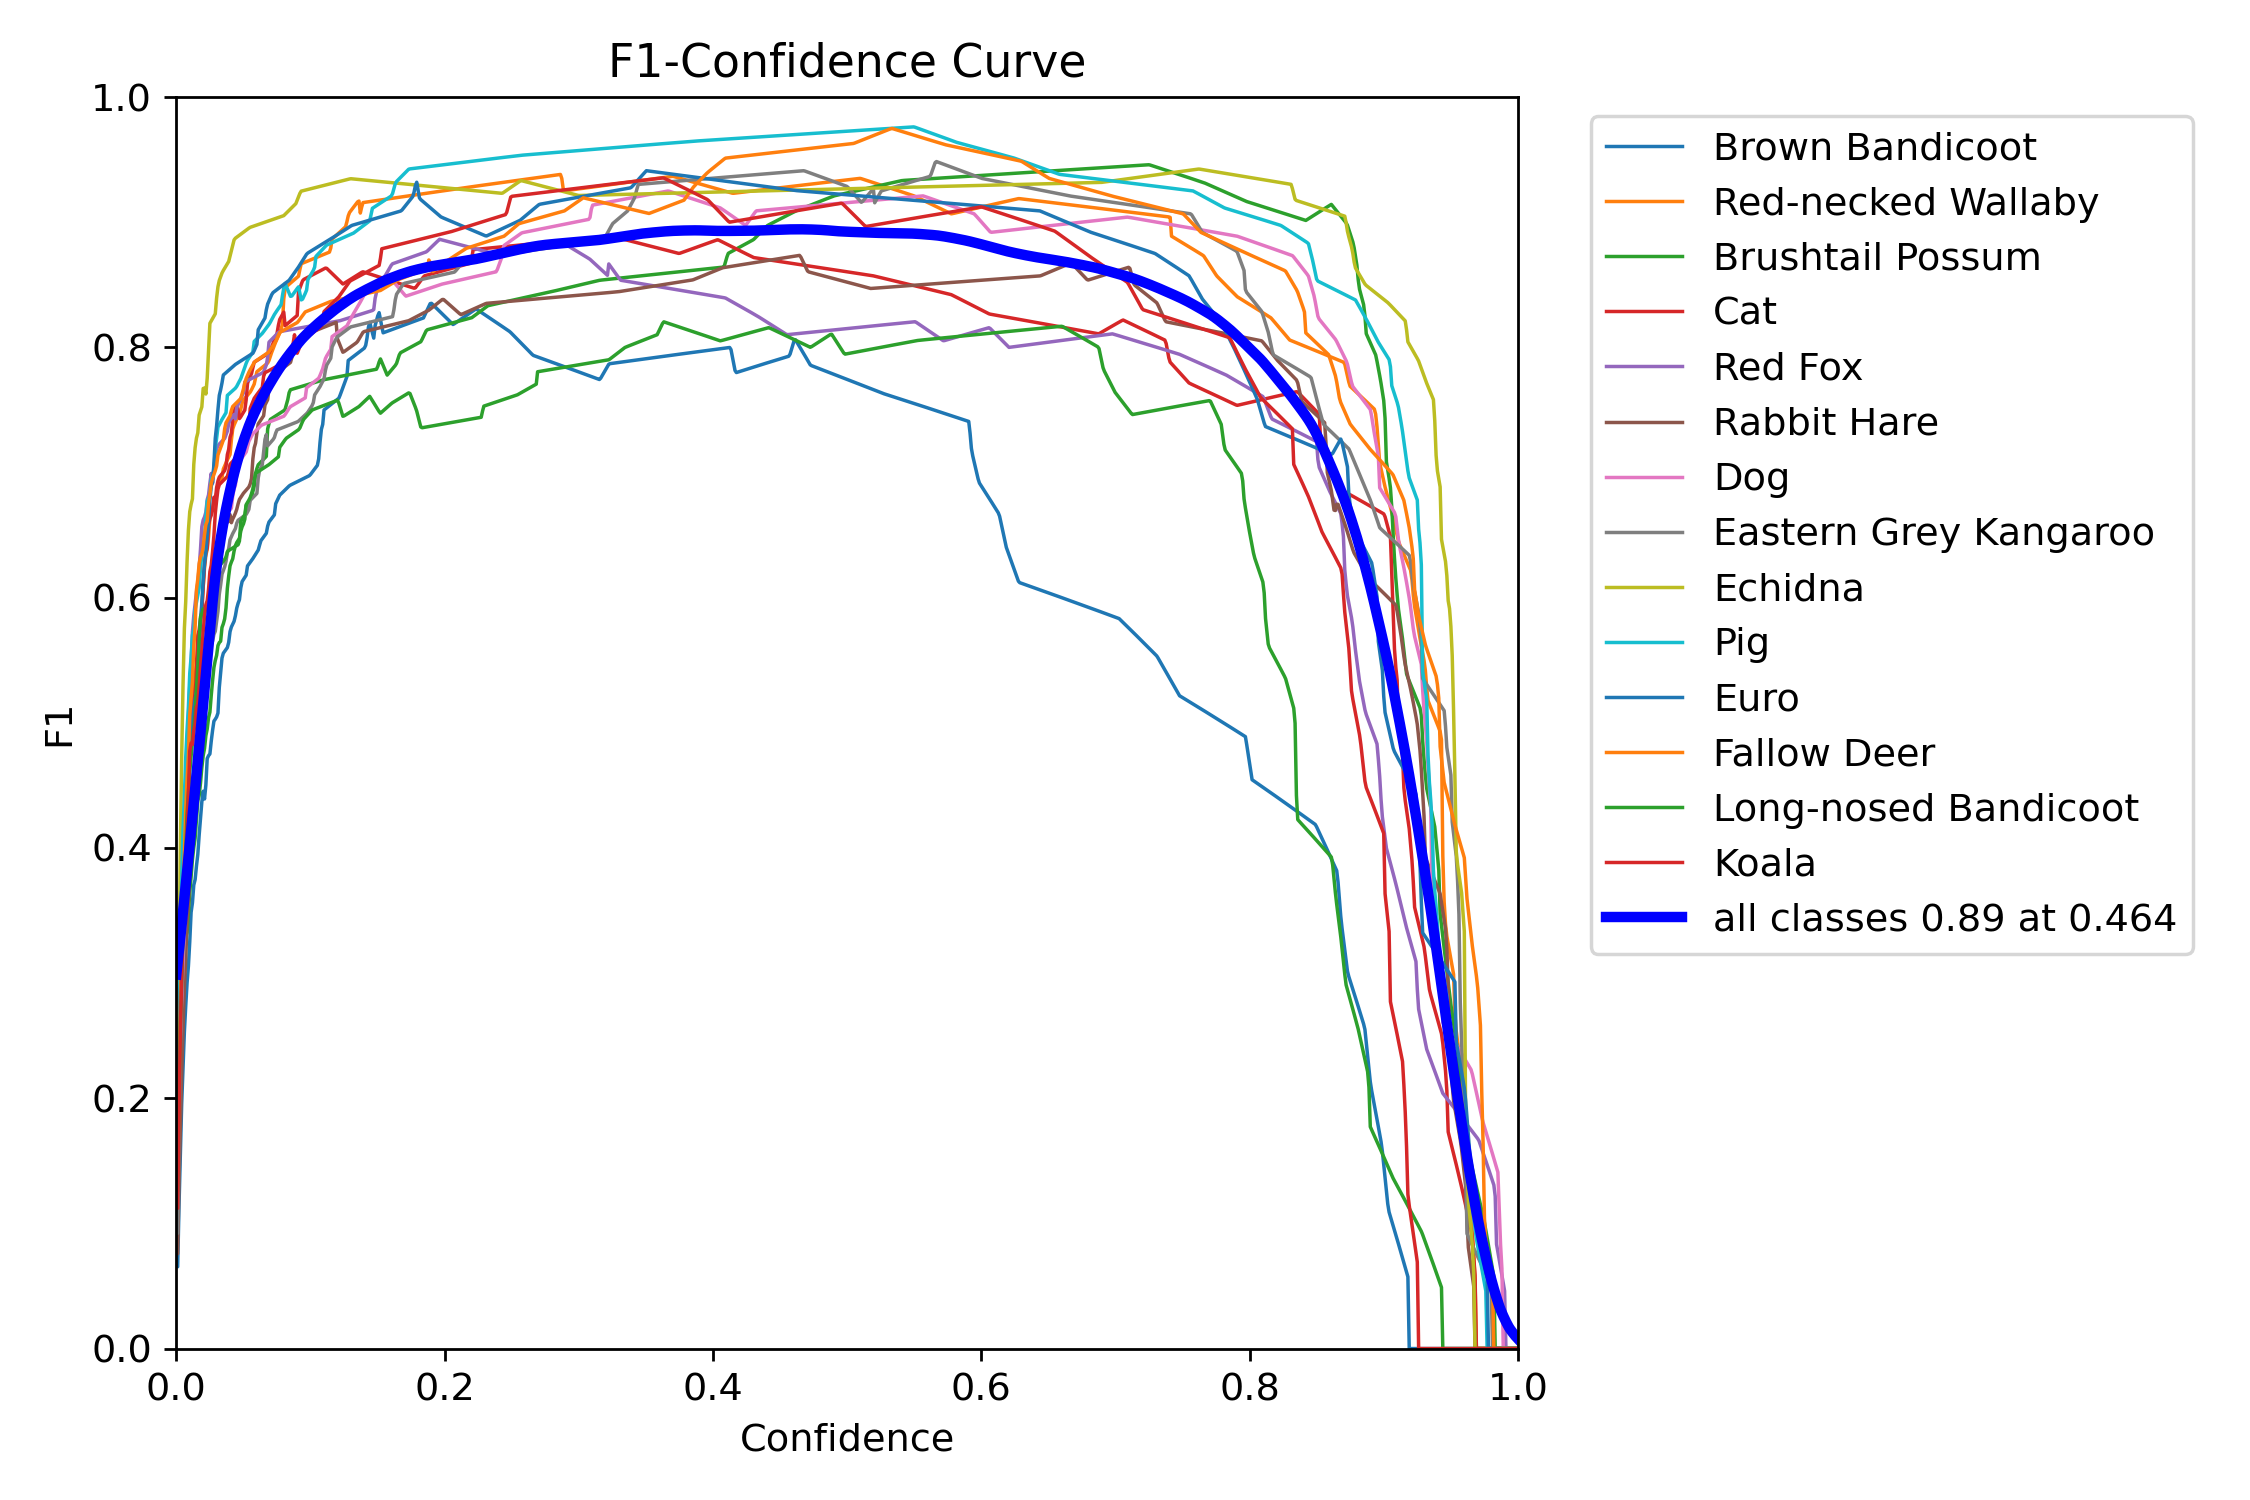 F1-Confidence Curve
1.0
0.8
0.6
0.4
0.2
0.0
F1
0.0 0.2 0.4 0.6 0.8 1.0
Confidence
Brown Bandicoot
Red-necked Wallaby
Brushtail Possum
Cat
Red Fox
Rabbit Hare
Dog
Eastern Grey Kangaroo
Echidna
Pig
Euro
Fallow Deer
Long-nosed Bandicoot
Koala
all classes 0.89 at 0.464